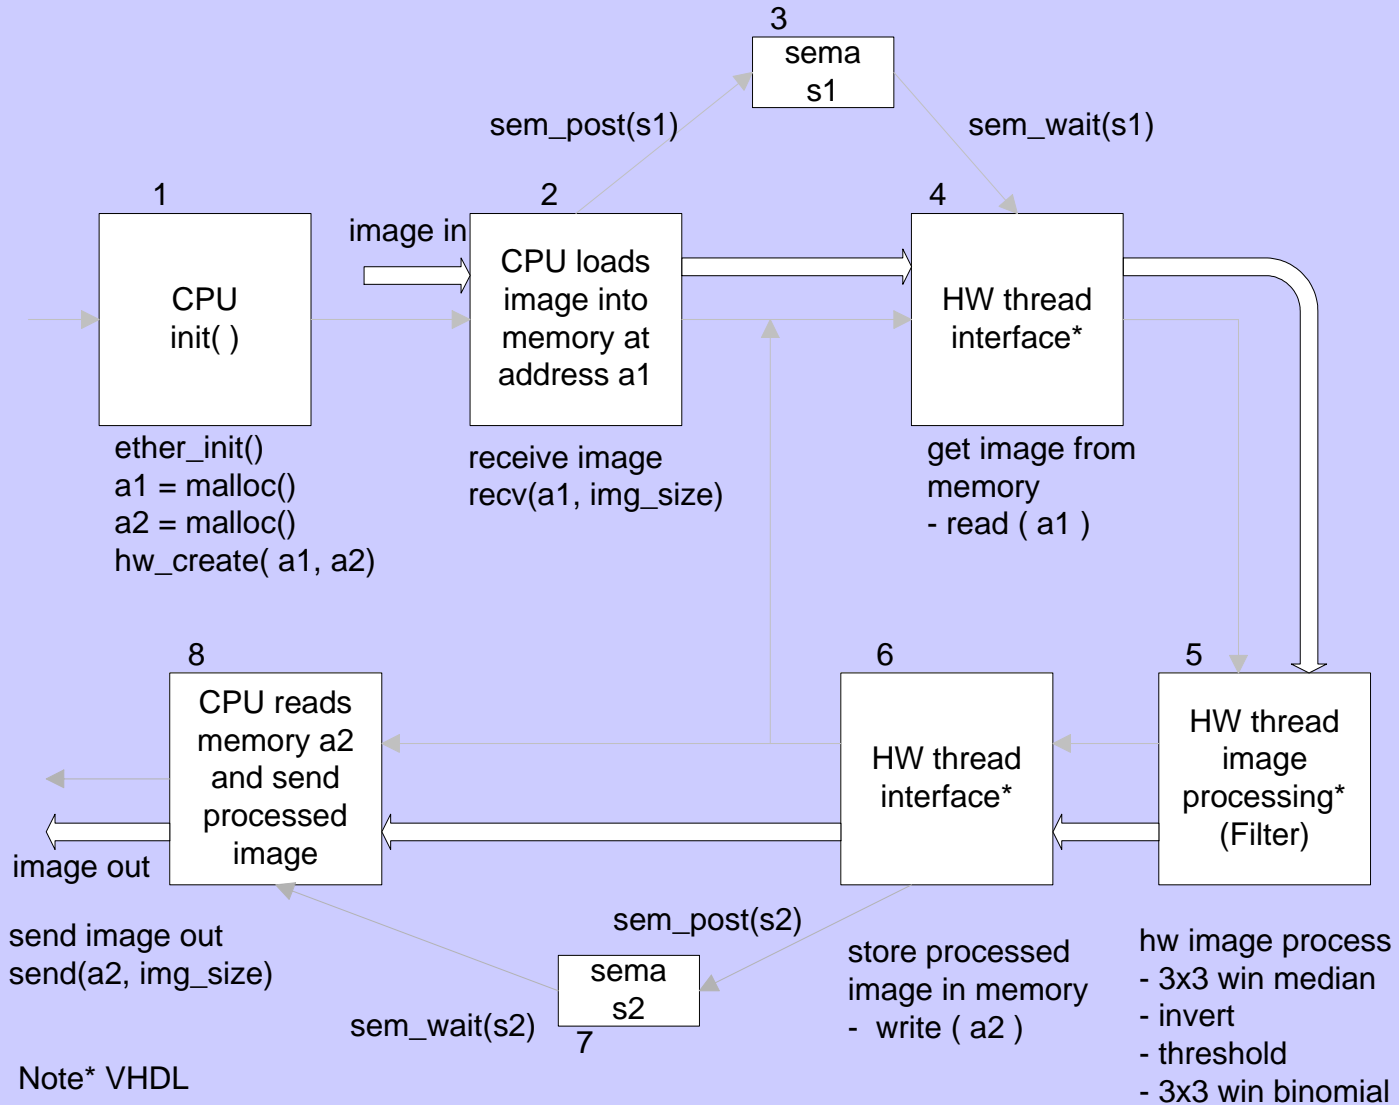 3
sema
s1
sem_post(s1)
sem_wait(s1)
1
CPU
init( )
ether_init()
a1 = malloc()
a2 = malloc()
hw_create( a1, a2)
image in
2
CPU loads
image into
memory at
address a1
receive image
recv(a1, img_size)
4
HW thread
interface*
get image from
memory
- read ( a1 )
8
CPU reads
memory a2
and send
processed
image
image out
send image out
send(a2, img_size)
6
HW thread
interface*
store processed
image in memory
- write ( a2 )
5
HW thread
image
processing*
(Filter)
hw image process
- 3x3 win median
- invert
- threshold
- 3x3 win binomial
sem_post(s2)
sema
s2
sem_wait(s2)
7
Note* VHDL